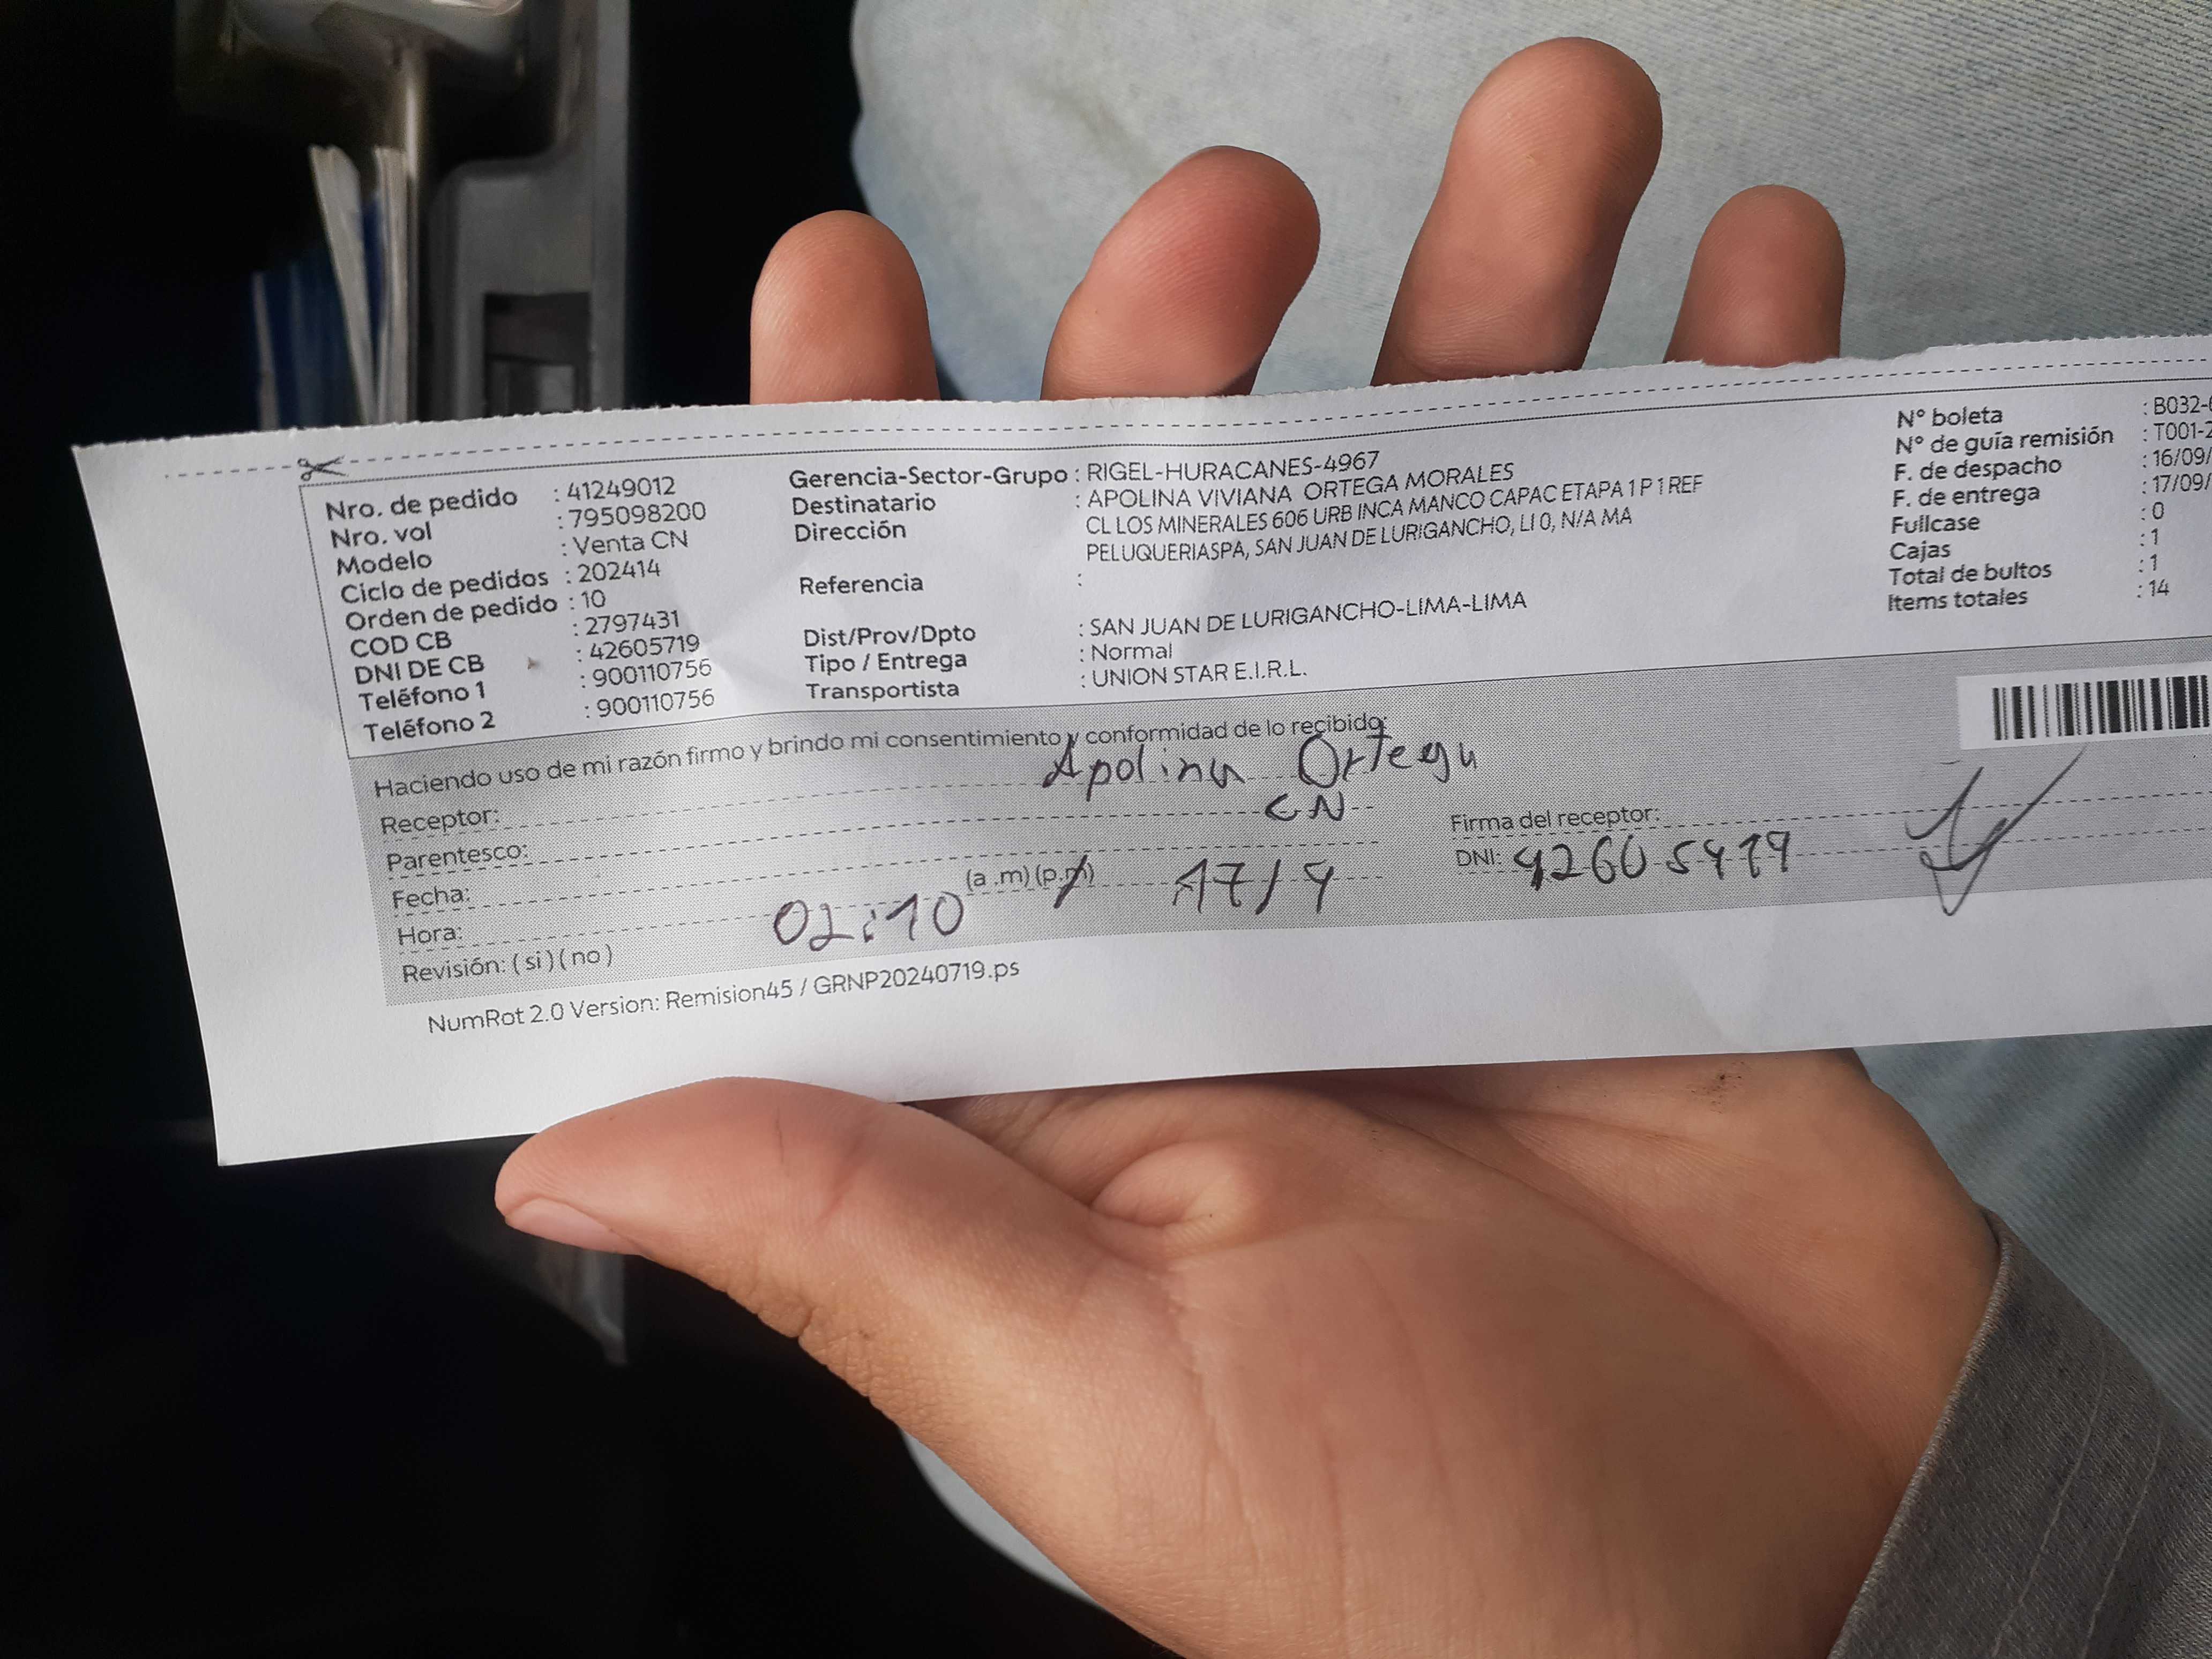 Nro. de pedido : 41249012
Nro. vol : 795098200
Modelo : Venta CN
Ciclo de pedidos : 202414
Orden de pedido : 10
COD CB : 2797431
DNI DE CB : 42605719
Teléfono 1 : 900110756
Teléfono 2 : 900110756
Gerencia-Sector-Grupo : RIGEL-HURACANES-4967
Destinatario : APOLINA VIVIANA ORTEGA MORALES
Dirección CL LOS MINERALES 606 URB INCA MANCO CAPAC ETAPA 1 P 1 REF
PELUQUERIASPA, SAN JUAN DE LURIGANCHO, LI 0, N/A MA
Referencia :
Dist/Prov/Dpto : SAN JUAN DE LURIGANCHO-LIMA-LIMA
Tipo / Entrega : Normal
Transportista : UNION STAR E.I.R.L.
N° boleta : B032-
N° de guía remisión : T001-2
F. de despacho : 16/09/
F. de entrega : 17/09/
Fullcase : 0
Cajas : 1
Total de bultos : 1
Items totales : 14
Haciendo uso de mi razón firmo y brindo mi consentimiento y conformidad de lo recibido:
Receptor: Apolina Ortega
Parentesco: CN
Fecha: 17/9
Hora: 02:10 (a .m) (p.m)
Revisión: ( si ) ( no )
Firma del receptor:
DNI: 42605719
NumRot 2.0 Version: Remision45 / GRNP20240719.ps